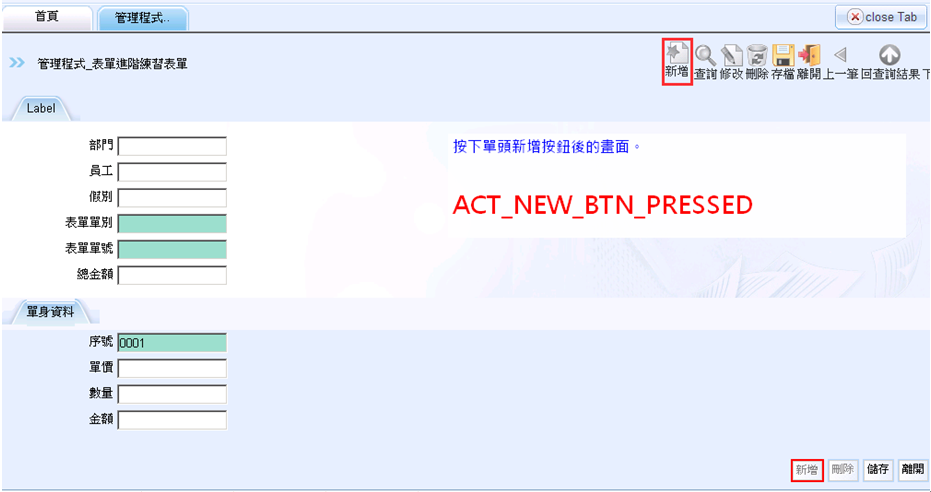 首頁 管理程式.. close Tab
管理程式_表單進階練習表單
新增 查詢 修改 刪除 存檔 離開 上一筆 回查詢結果 下
Label
部門 按下單頭新增按鈕後的畫面。
員工
假別 ACT_NEW_BTN_PRESSED
表單單別
表單單號
總金額
單身資料
序號 0001
單價
數量
金額
新增 刪除 儲存 離開